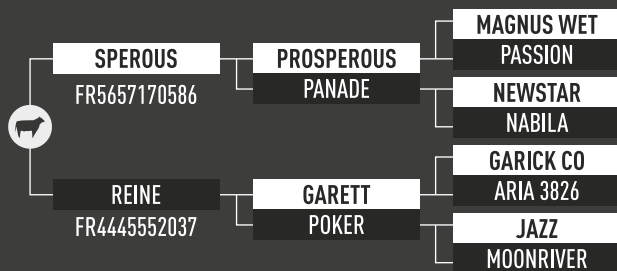 SPEROUS
FR5657170586
REINE
FR4445552037
PROSPEROUS
PANADE
GARETT
POKER
MAGNUS WET
PASSION
NEWSTAR
NABILA
GARICK CO
ARIA 3826
JAZZ
MOONRIVER